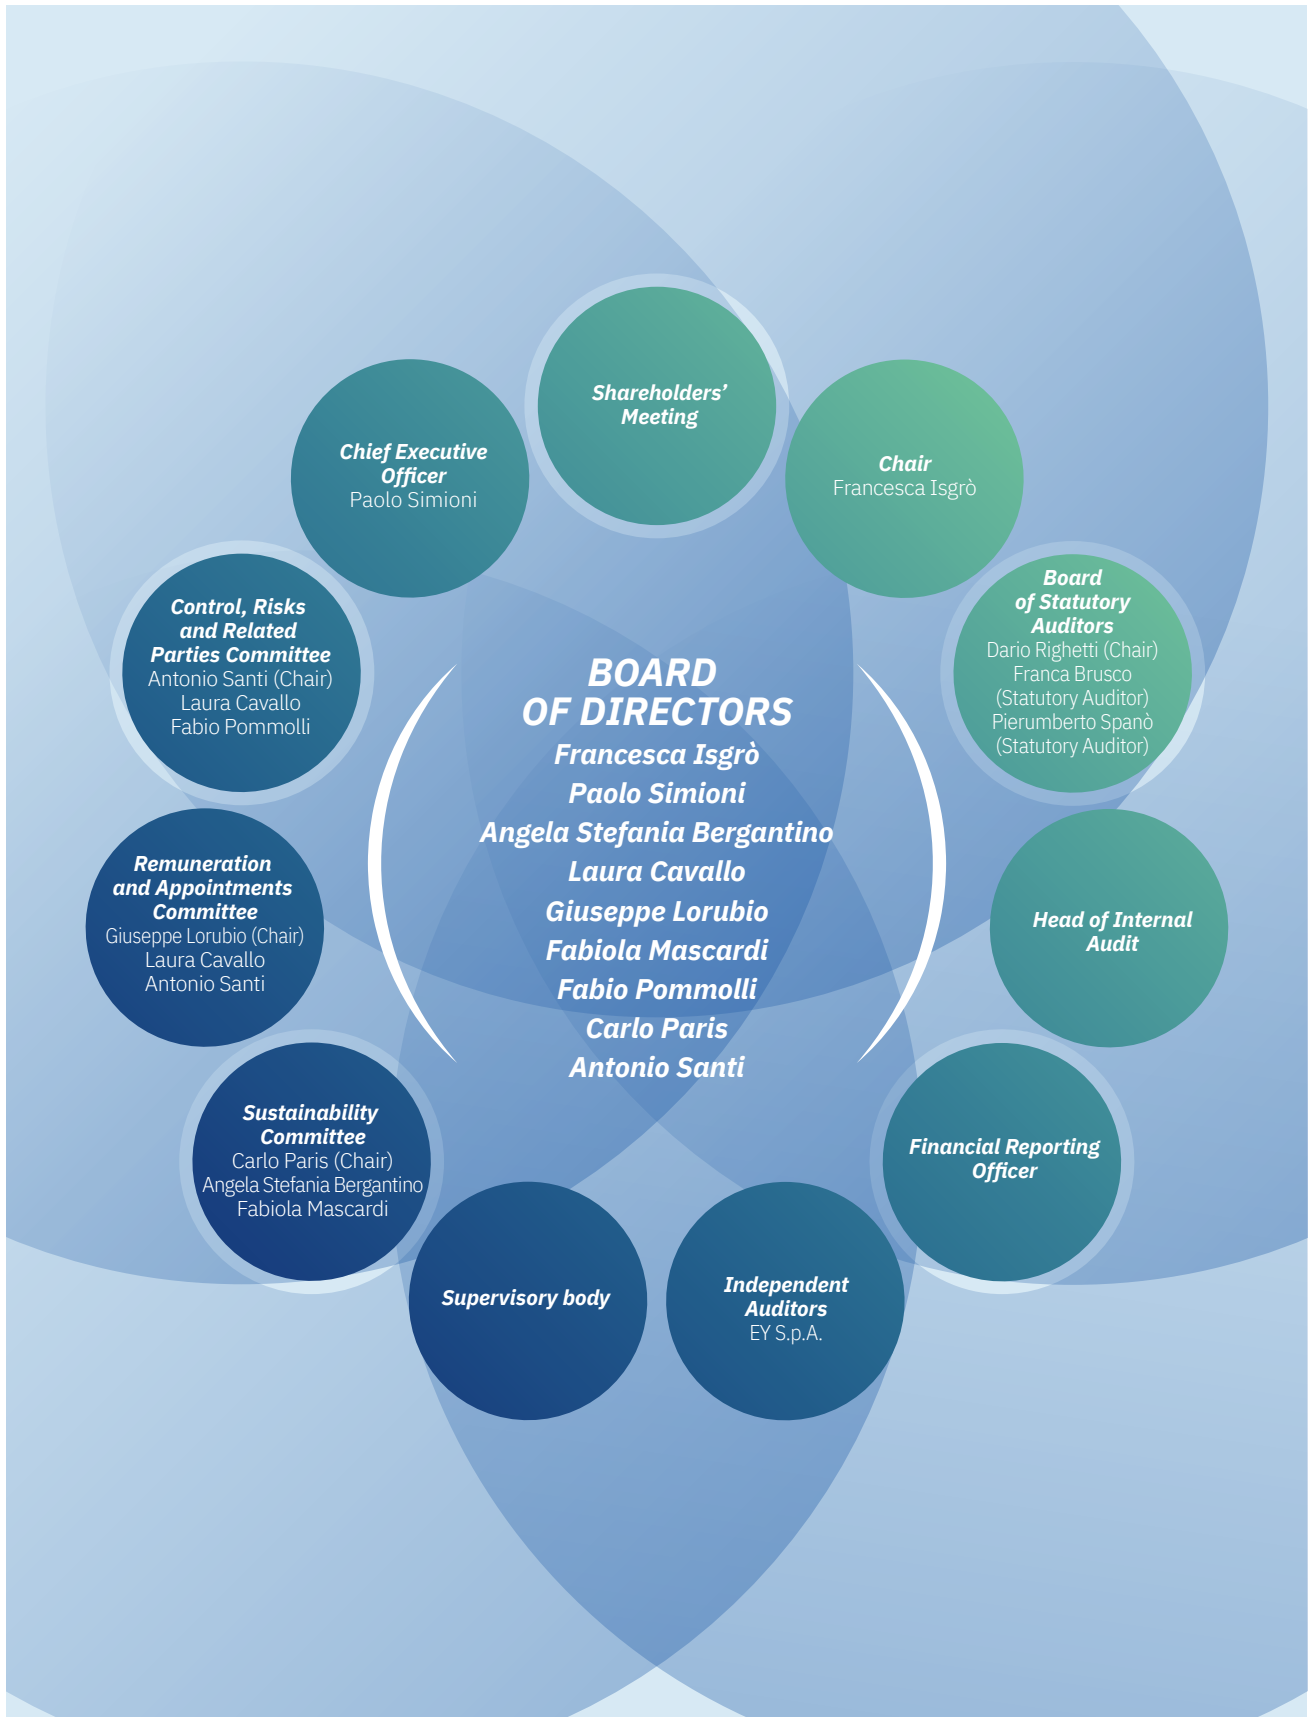 Shareholders’
Meeting
Chief Executive
Officer
Paolo Simioni
Chair
Francesca Isgrò
Control, Risks
and Related
Parties Committee
Antonio Santi (Chair)
Laura Cavallo
Fabio Pommolli
Board
of Statutory
Auditors
Dario Righetti (Chair)
Franca Brusco
(Statutory Auditor)
Pierumberto Spanò
(Statutory Auditor)
BOARD
OF DIRECTORS
Francesca Isgrò
Paolo Simioni
Angela Stefania Bergantino
Laura Cavallo
Giuseppe Lorubio
Fabiola Mascardi
Fabio Pommolli
Carlo Paris
Antonio Santi
Remuneration
and Appointments
Committee
Giuseppe Lorubio (Chair)
Laura Cavallo
Antonio Santi
Head of Internal
Audit
Sustainability
Committee
Carlo Paris (Chair)
Angela Stefania Bergantino
Fabiola Mascardi
Financial Reporting
Officer
Supervisory body
Independent
Auditors
EY S.p.A.